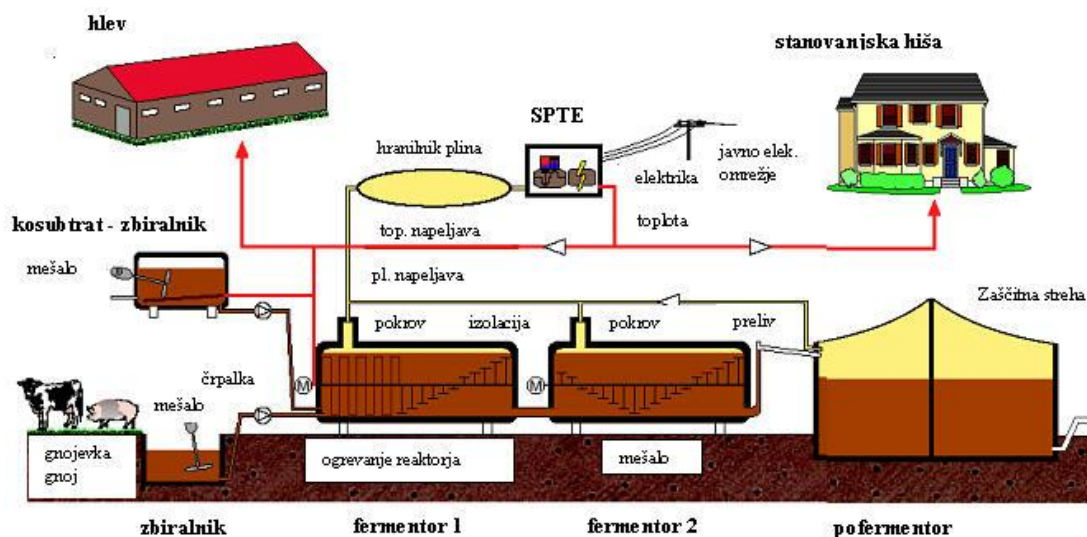 hlev
stanovanjska hiša
SPTE
hranilnik plina
elektrika
javno elek.
omrežje
kosubtrat - zbiralnik
top. napeljava
toplota
mešalo
pl. napeljava
Zaščitna streha
pokrov
izolacija
pokrov
preliv
črpalka
M
M
mešalo
gnojevka
gnoj
ogrevanje reaktorja
mešalo
zbiralnik
fermentor 1
fermentor 2
pofermentor